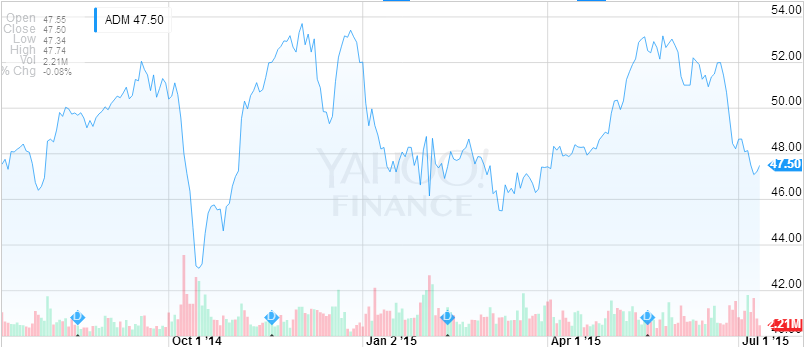 Open 47.55
Close 47.50
Low 47.34
High 47.74
Vol 2.21M
% Chg -0.08%
ADM 47.50
54.00
52.00
50.00
48.00
47.50
46.00
44.00
42.00
2.21M
YAHOO!
FINANCE
D D D D
Oct 1 '14 Jan 2 '15 Apr 1 '15 Jul 1 '15